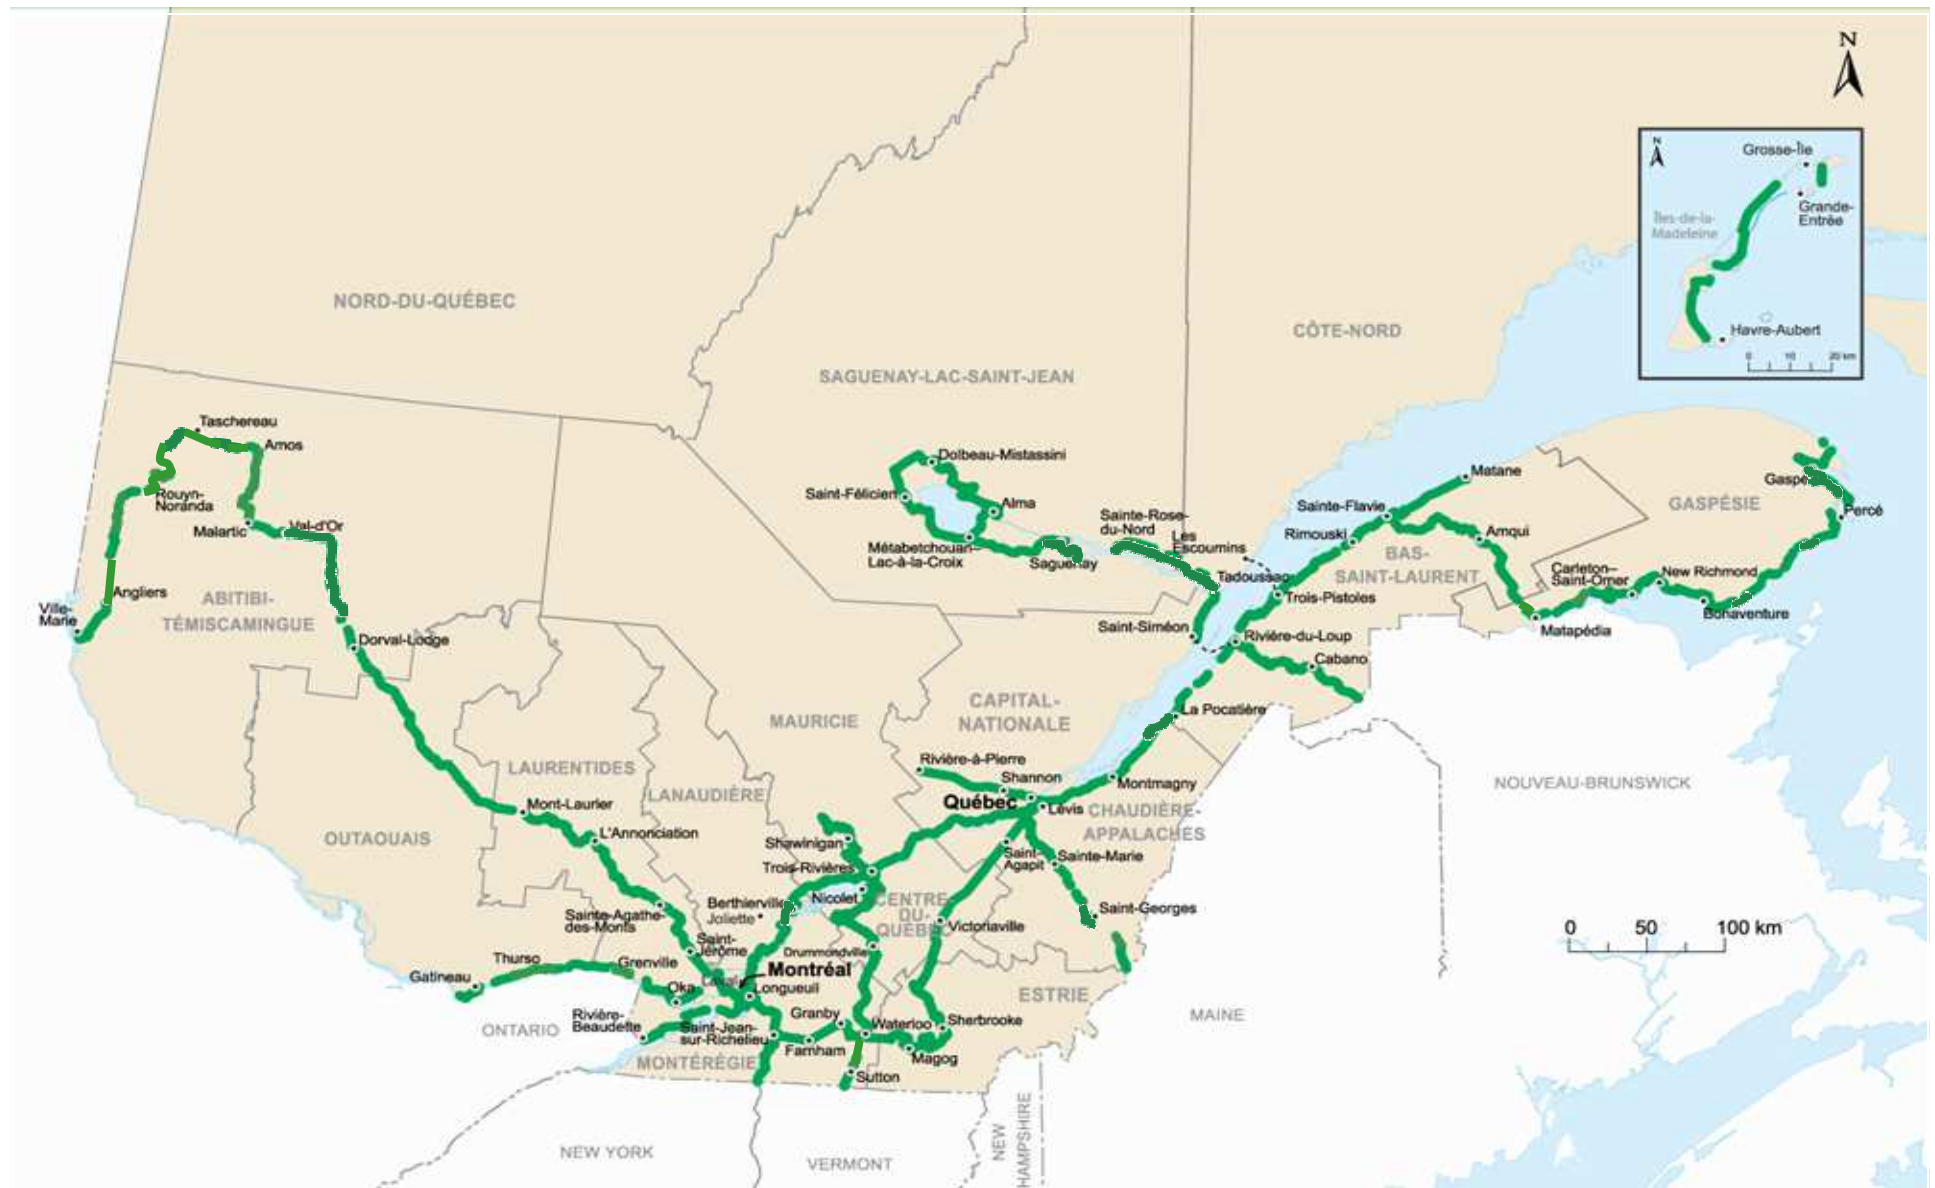 N
N
Grosse-Île
Grande-
Entrée
Îles-de-la-
Madeleine
Havre-Aubert
0 10 20 km
NORD-DU-QUÉBEC
CÔTE-NORD
SAGUENAY-LAC-SAINT-JEAN
Taschereau
Amos
Rouyn-
Noranda
Malartic
Val-d'Or
Angliers
Ville-
Marie
ABITIBI-
TÉMISCAMINGUE
Dorval-Lodge
Dolbeau-Mistassini
Saint-Félicien
Alma
Métabetchouan-
Lac-à-la-Croix
Saguenay
Sainte-Rose-
du-Nord
Les
Escoumins
Tadoussac
Saint-Siméon
Matane
Sainte-Flavie
Rimouski
Amqui
BAS-
SAINT-LAURENT
Trois-Pistoles
Rivière-du-Loup
Cabano
GASPÉSIE
Gaspé
Percé
Carleton–
Saint-Omer
New Richmond
Bonaventure
Matapédia
La Pocatière
CAPITAL-
NATIONALE
MAURICIE
Rivière-à-Pierre
Shannon
Montmagny
Québec
Lévis
CHAUDIÈRE-
APPALACHES
NOUVEAU-BRUNSWICK
LAURENTIDES
LANAUDIÈRE
OUTAOUAIS
Mont-Laurier
L'Annonciation
Shawinigan
Trois-Rivières
Saint-
Agapit
Sainte-Marie
Saint-Georges
Nicolet
CENTRE-
DU-
QUÉBEC
Victoriaville
Berthierville
Joliette
Sainte-Agathe-
des-Monts
Saint-
Jérôme
Drummondville
Thurso
Grenville
Gatineau
Montréal
Laval
Longueuil
Oka
ESTRIE
Rivière-
Beaudette
Saint-Jean-
sur-Richelieu
Granby
Waterloo
Sherbrooke
Farnham
Magog
Sutton
MONTÉRÉGIE
ONTARIO
MAINE
0 50 100 km
NEW YORK
VERMONT
NEW
HAMPSHIRE